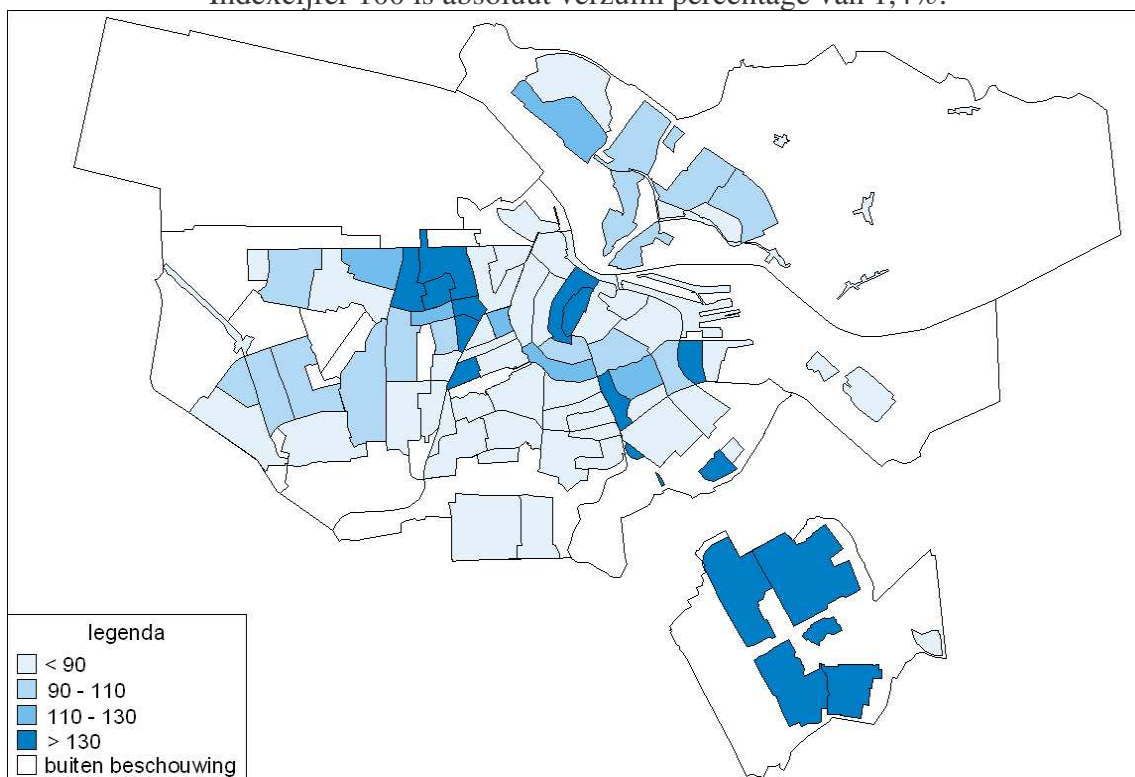 Indexcijfer 100 is absoluut verzuim percentage van 1,4%.
legenda
< 90
90 - 110
110 - 130
> 130
buiten beschouwing